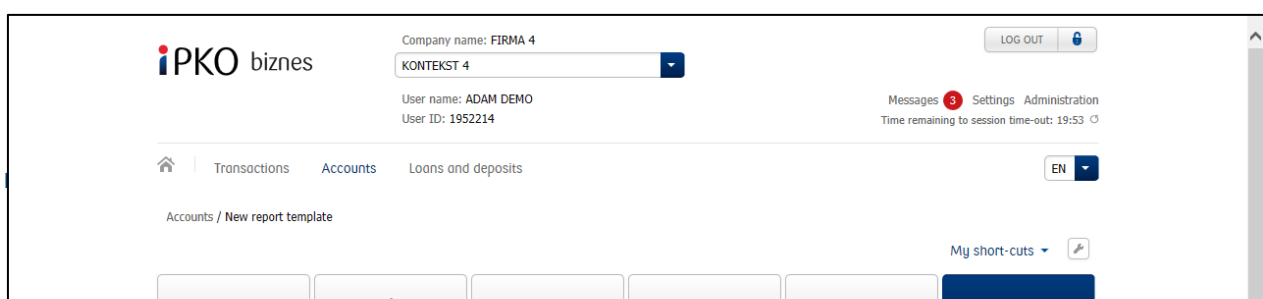 iPKO biznes
Company name: FIRMA 4
KONTEKST 4
User name: ADAM DEMO
User ID: 1952214
LOG OUT
Messages 3 Settings Administration
Time remaining to session time-out: 19:53
Transactions Accounts Loans and deposits
EN
Accounts / New report template
My short-cuts